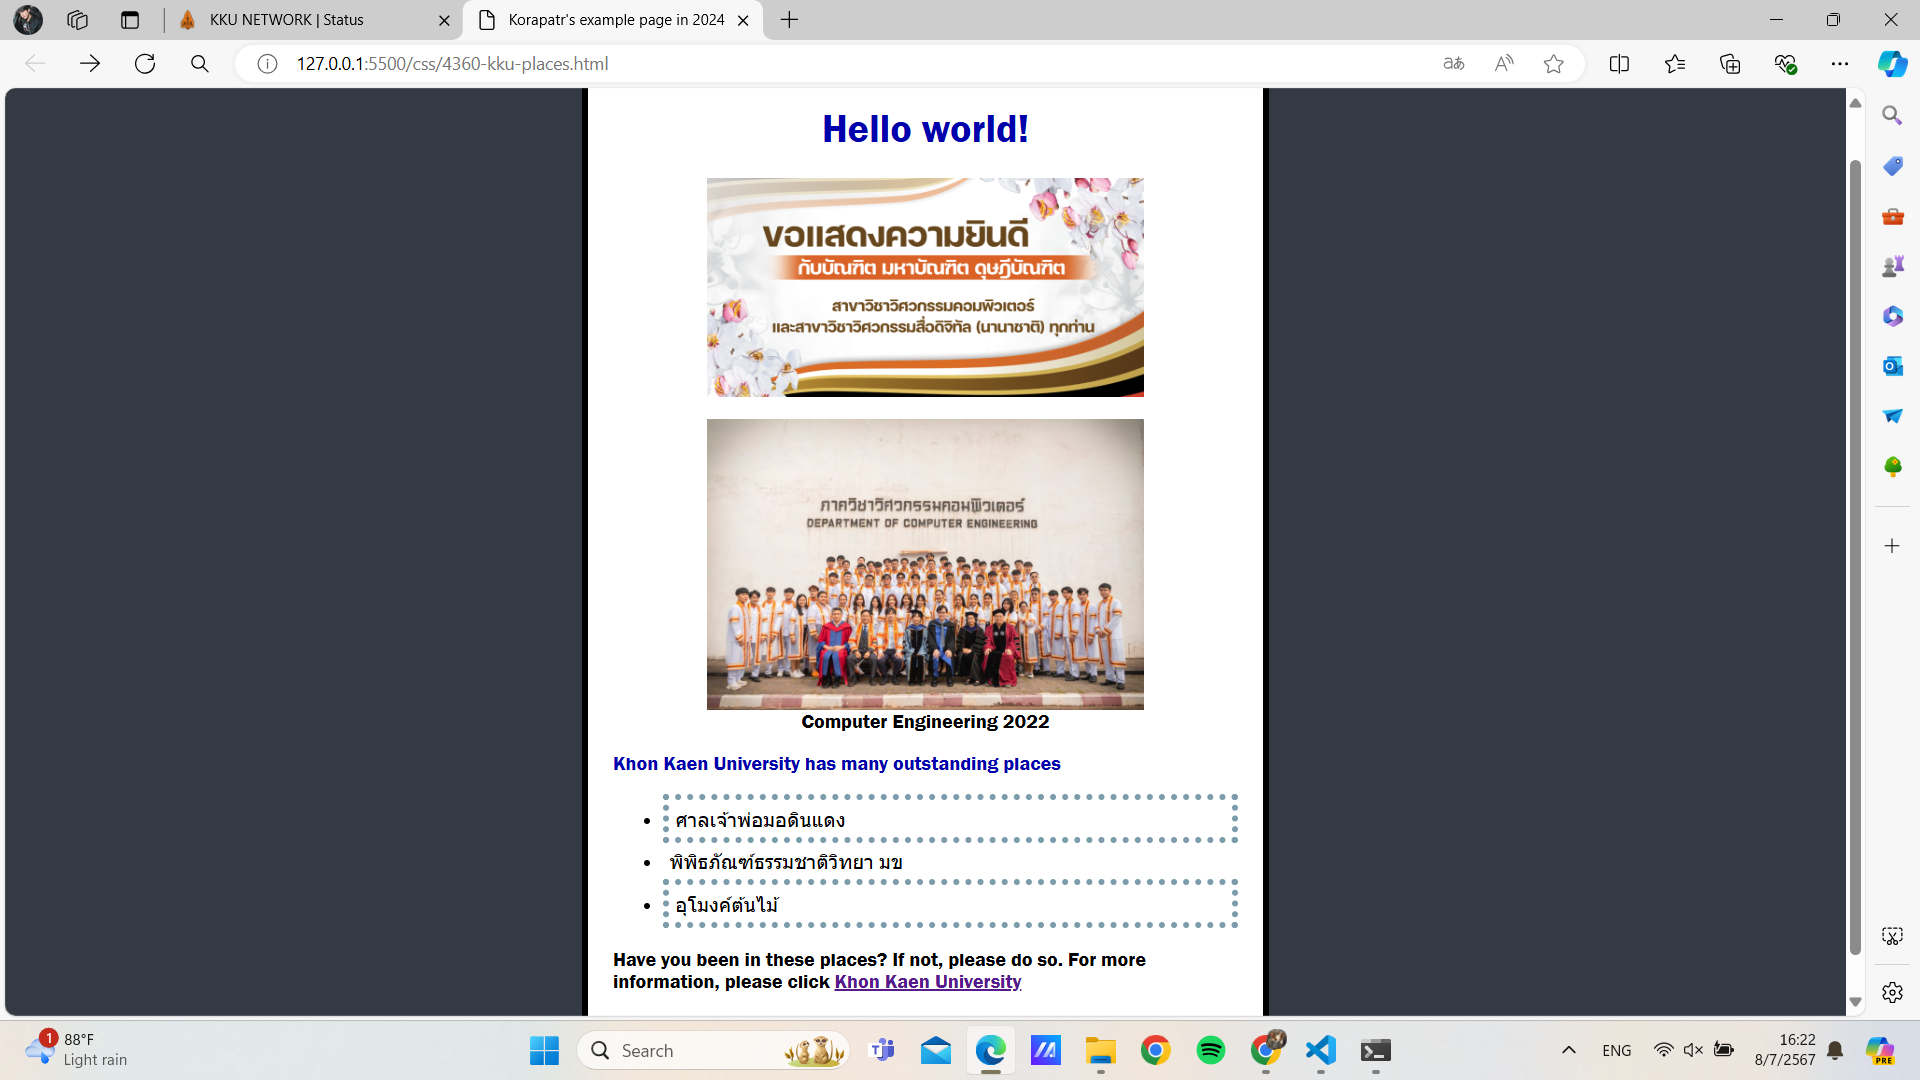 KKU NETWORK | Status
Korapatr's example page in 2024
127.0.0.1:5500/css/4360-kku-places.html
Hello world!
ขอแสดงความยินดี
กับบัณฑิต มหาบัณฑิต ดุษฎีบัณฑิต
สาขาวิชาวิศวกรรมคอมพิวเตอร์
และสาขาวิชาวิศวกรรมสื่อดิจิทัล (นานาชาติ) ทุกท่าน
ภาควิชาวิศวกรรมคอมพิวเตอร์
DEPARTMENT OF COMPUTER ENGINEERING
Computer Engineering 2022
Khon Kaen University has many outstanding places
• ศาลเจ้าพ่อมอดินแดง
• พิพิธภัณฑ์ธรรมชาติวิทยา มข
• อุโมงค์ต้นไม้
Have you been in these places? If not, please do so. For more
information, please click Khon Kaen University
1
88°F
Light rain
Search
ENG
16:22
8/7/2567
PRE